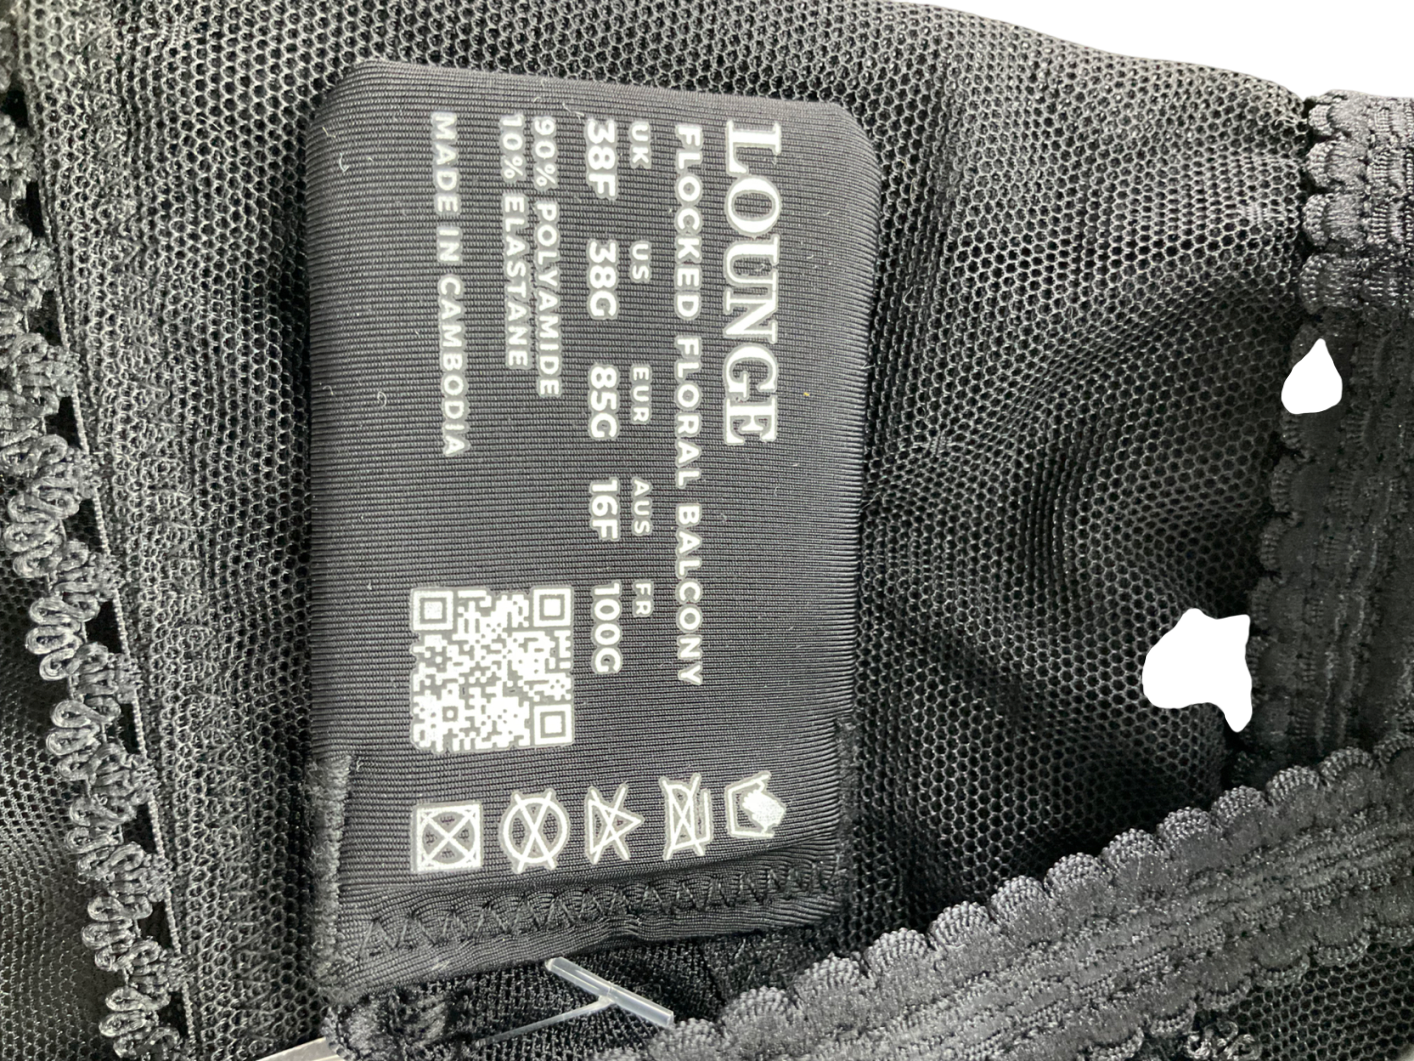 LOUNGE
FLOCKED FLORAL BALCONY
UK US EUR AUS FR
38F 38G 85G 16F 100G
90% POLYAMIDE
10% ELASTANE
MADE IN CAMBODIA